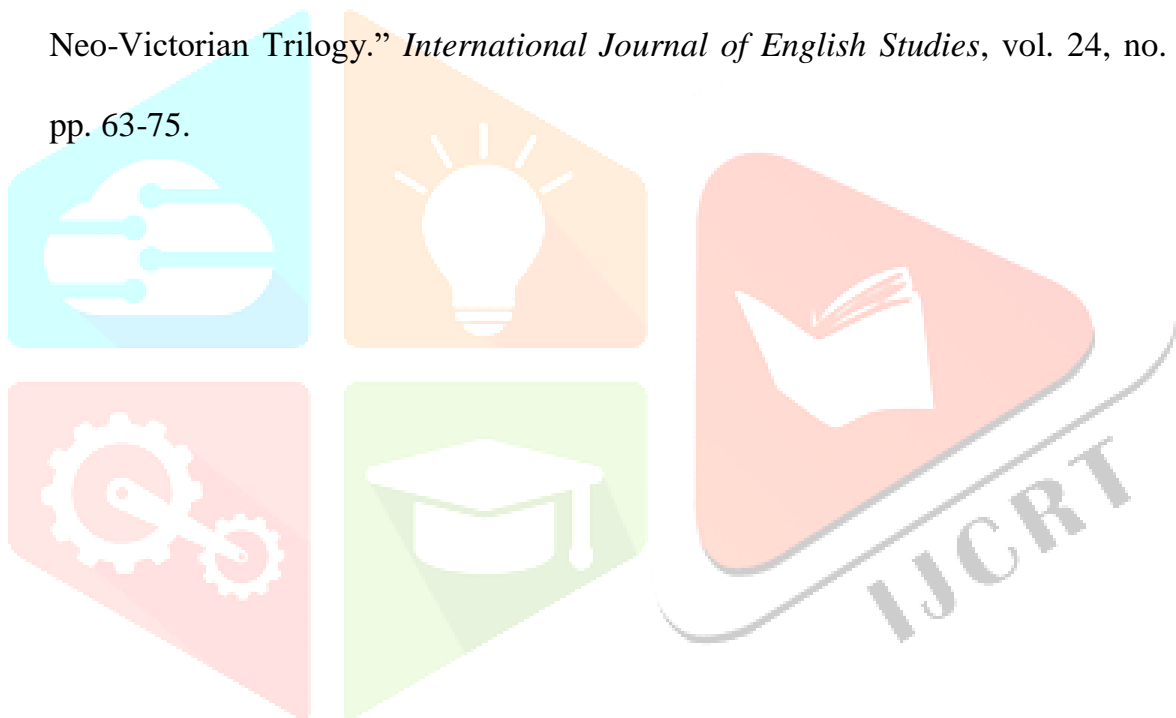 Neo-Victorian Trilogy.” International Journal of English Studies, vol. 24, no.
pp. 63-75.
IJCRT